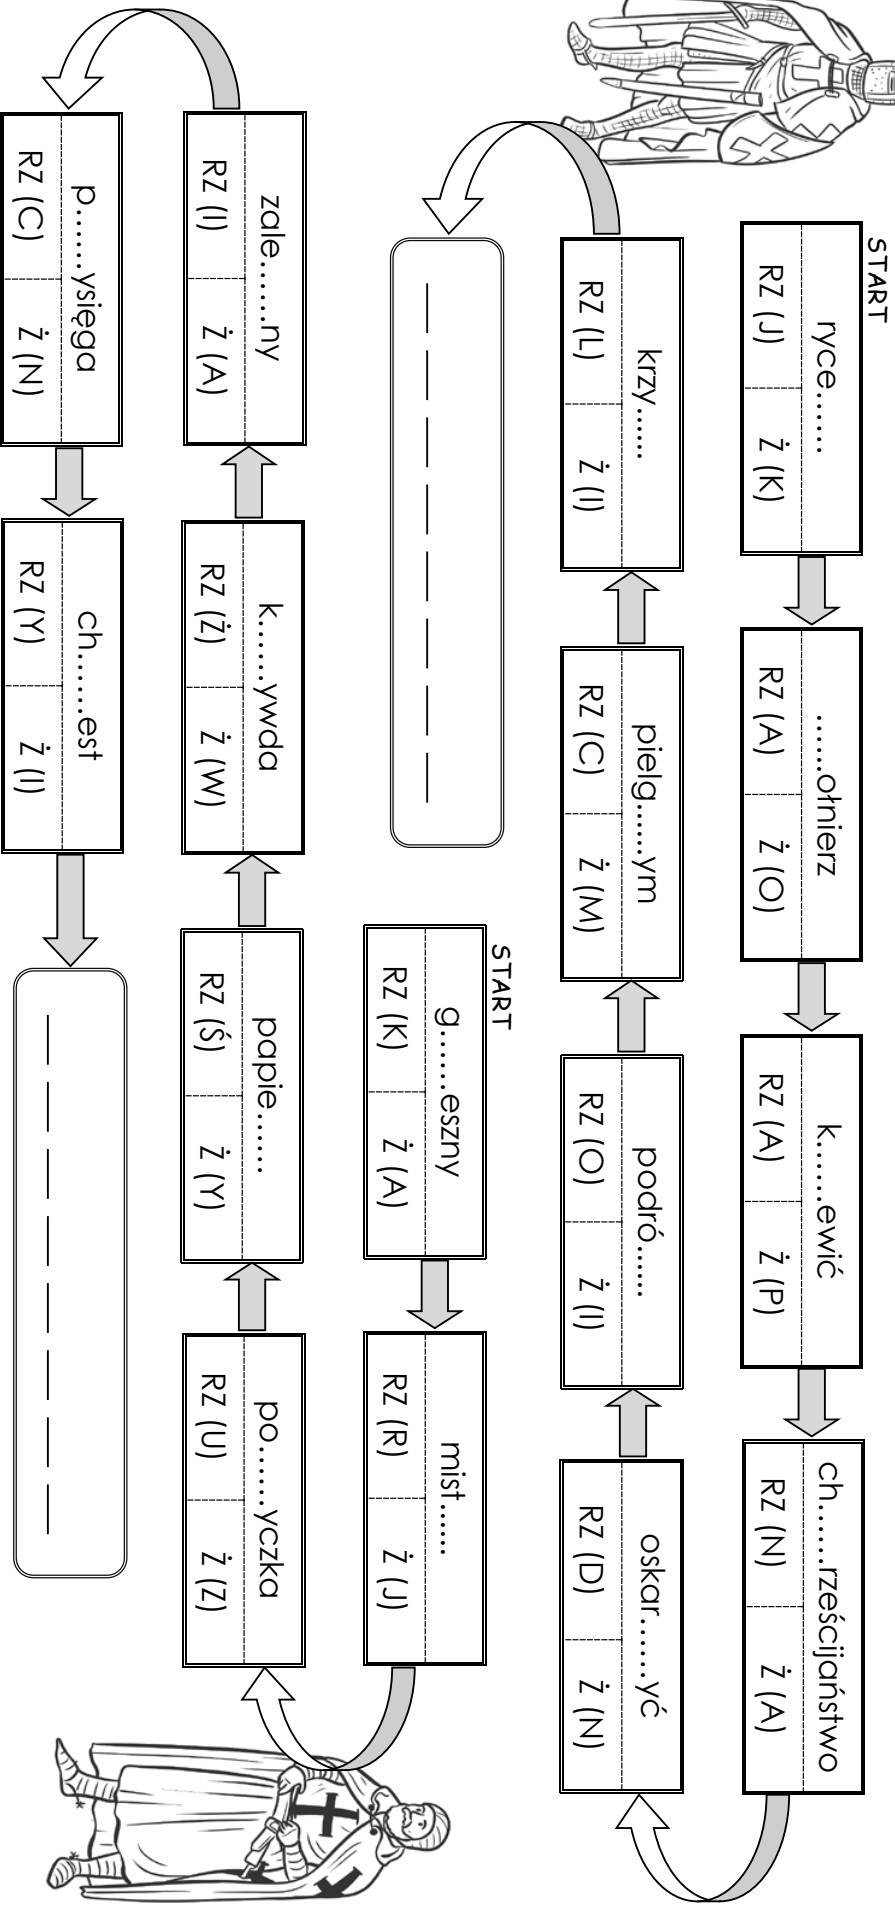 START
ryce...... ......ołnierz k......ewić ch......rześcijaństwo
RZ (J) Ż (K) RZ (A) Ż (O) RZ (A) Ż (P) RZ (N) Ż (A)
krzy...... pielg......ym podró...... oskar.......yć
RZ (L) Ż (I) RZ (C) Ż (M) RZ (O) Ż (I) RZ (D) Ż (N)
_ _ _ _ _ _ _ _
START
g......eszny mist......
RZ (K) Ż (A) RZ (R) Ż (J)
zale.......ny k......ywda papie...... po......yczka
RZ (I) Ż (A) RZ (Ż) Ż (W) RZ (Ś) Ż (Y) RZ (U) Ż (Z)
p......ysięga ch.......est
RZ (C) Ż (N) RZ (Y) Ż (I)
_ _ _ _ _ _ _ _